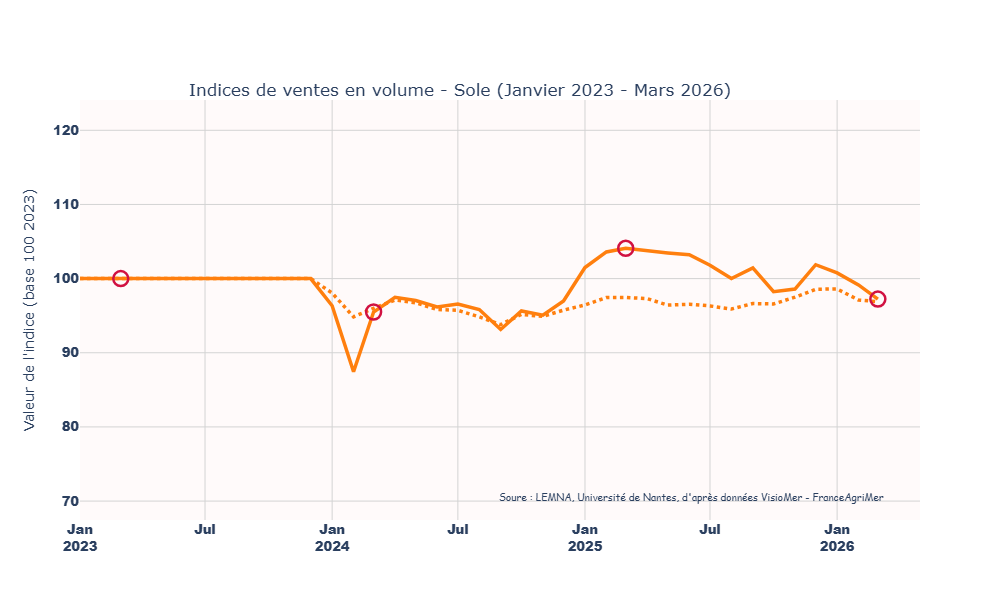 Indices de ventes en volume - Sole (Janvier 2023 - Mars 2026)
Valeur de l'indice (base 100 2023)
120
110
100
90
80
70
Soure : LEMNA, Université de Nantes, d'après données VisioMer - FranceAgriMer
Jan Jul Jan Jul Jan Jul Jan
2023 2024 2025 2026